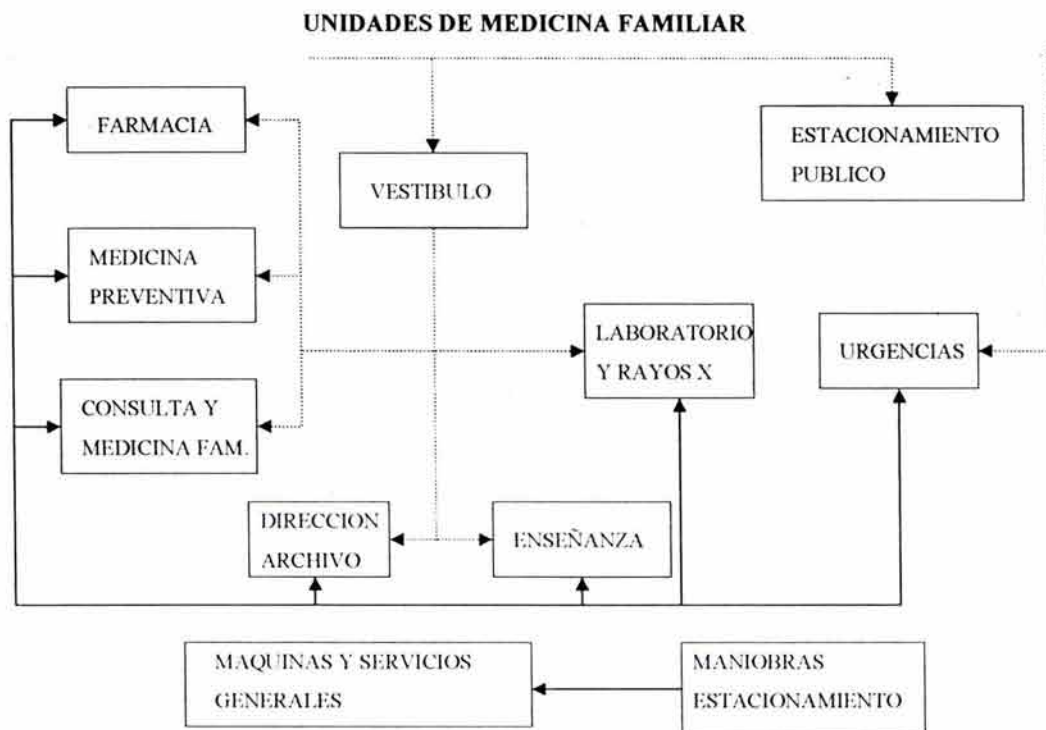 UNIDADES DE MEDICINA FAMILIAR
FARMACIA
ESTACIONAMIENTO
PUBLICO
VESTIBULO
MEDICINA
PREVENTIVA
LABORATORIO
Y RAYOS X
URGENCIAS
CONSULTA Y
MEDICINA FAM.
DIRECCION
ARCHIVO
ENSEÑANZA
MAQUINAS Y SERVICIOS
GENERALES
MANIOBRAS
ESTACIONAMIENTO